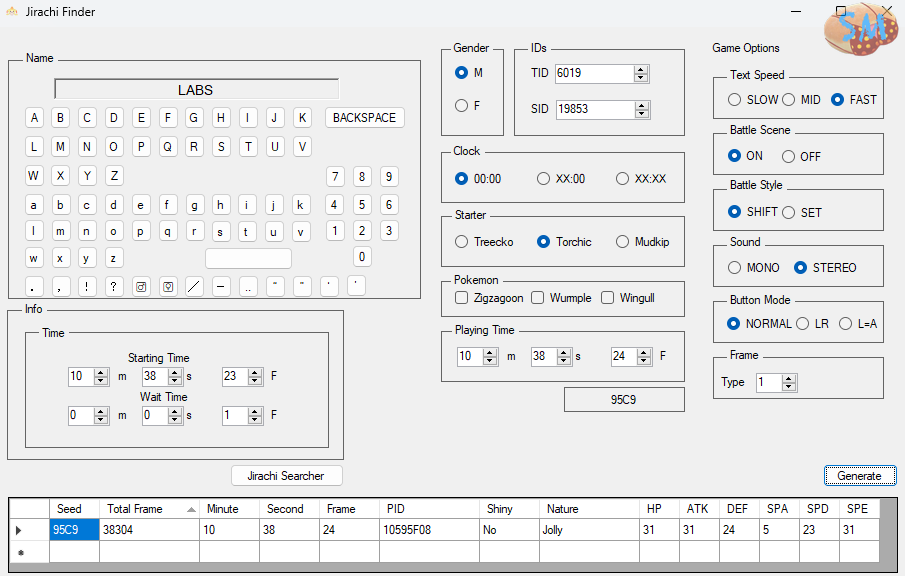 Jirachi Finder
SM
Name
LABS
A B C D E F G H I J K BACKSPACE
L M N O P Q R S T U V
W X Y Z 7 8 9
a b c d e f g h i j k 4 5 6
l m n o p q r s t u v 1 2 3
w x y z 0
. , ! ? ♂ ♀ / – .. “ ” ‘ ’
Gender
M
F
IDs
TID 6019
SID 19853
Clock
00:00 XX:00 XX:XX
Starter
Treecko Torchic Mudkip
Pokemon
Zigzagoon Wurmple Wingull
Playing Time
10 m 38 s 24 F
95C9
Game Options
Text Speed
SLOW MID FAST
Battle Scene
ON OFF
Battle Style
SHIFT SET
Sound
MONO STEREO
Button Mode
NORMAL LR L=A
Frame
Type 1
Info
Time
Starting Time
10 m 38 s 23 F
Wait Time
0 m 0 s 1 F
Jirachi Searcher
Generate
Seed Total Frame Minute Second Frame PID Shiny Nature HP ATK DEF SPA SPD SPE
95C9 38304 10 38 24 10595F08 No Jolly 31 31 24 5 23 31